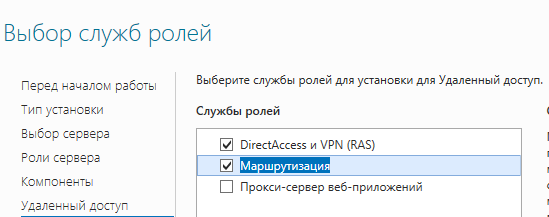 Выбор служб ролей
Перед началом работы
Тип установки
Выбор сервера
Роли сервера
Компоненты
Удаленный доступ
Выберите службы ролей для установки для Удаленный доступ.
Службы ролей
DirectAccess и VPN (RAS)
Маршрутизация
Прокси-сервер веб-приложений